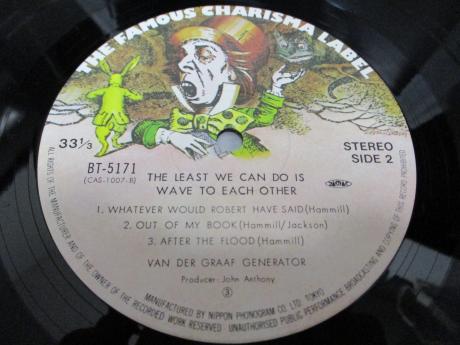 THE FAMOUS CHARISMA LABEL
33 1/3
STEREO
SIDE 2
BT-5171
(CAS-1007-B)
THE LEAST WE CAN DO IS
WAVE TO EACH OTHER
1. WHATEVER WOULD ROBERT HAVE SAID (Hammill)
2. OUT OF MY BOOK (Hammill/Jackson)
3. AFTER THE FLOOD (Hammill)
VAN DER GRAAF GENERATOR
Producer: John Anthony
3
MANUFACTURED BY NIPPON PHONOGRAM CO LTD. TOKYO
ALL RIGHTS OF THE MANUFACTURER AND OF THE OWNER OF THE RECORDED WORK RESERVED · UNAUTHORISED PUBLIC PERFORMANCE BROADCASTING AND COPYING OF THIS RECORD PROHIBITED